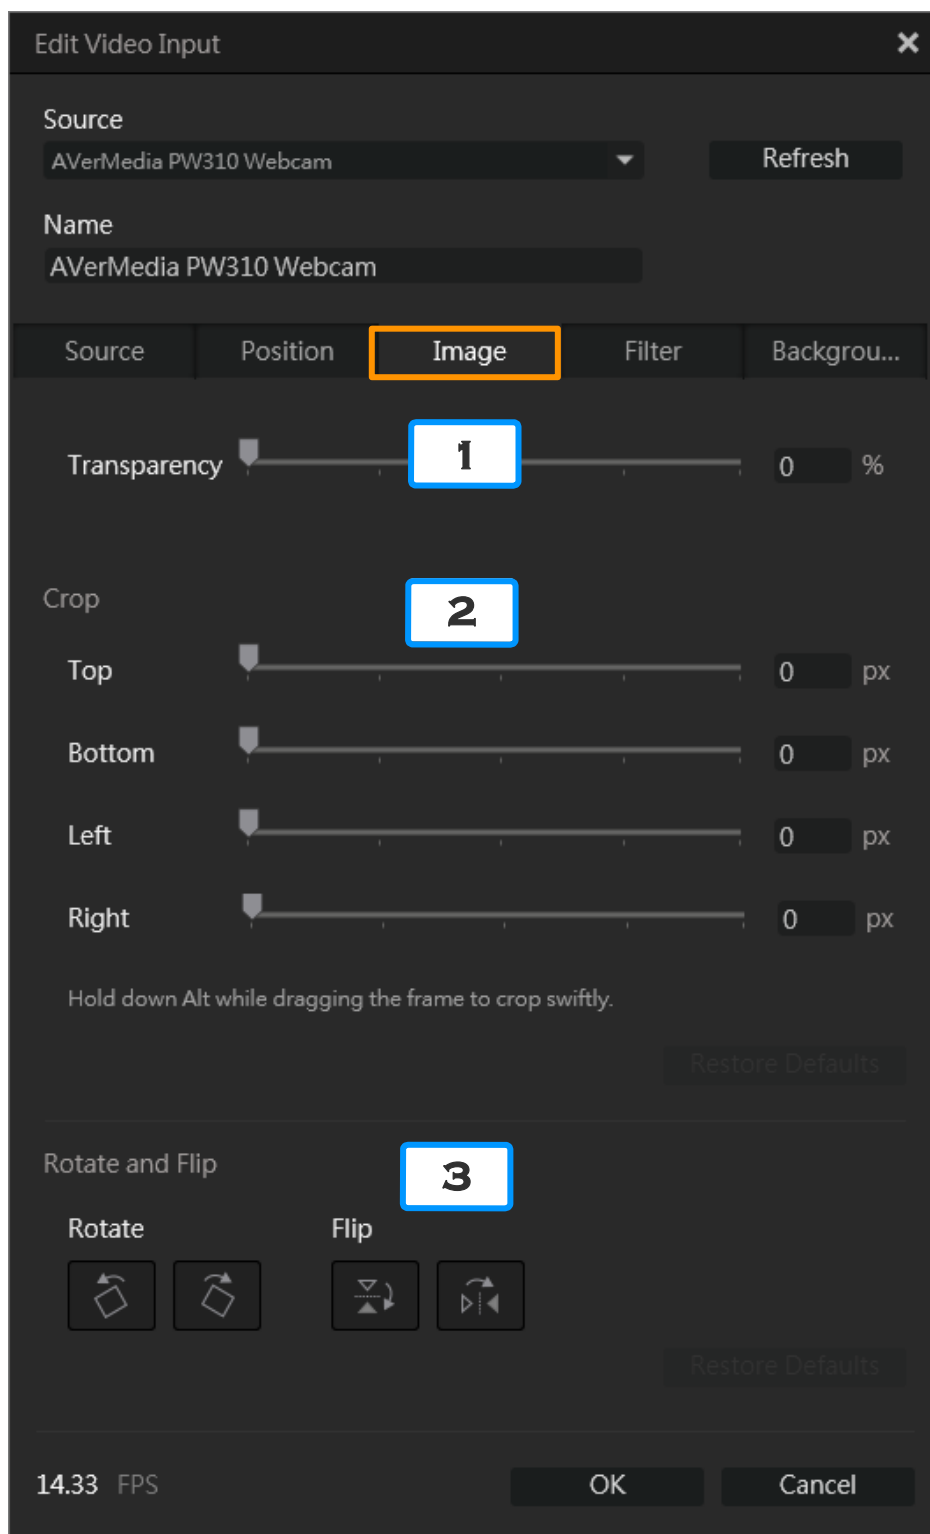 Edit Video Input
Source
AVerMedia PW310 Webcam
Refresh
Name
AVerMedia PW310 Webcam
Source Position Image Filter Backgrou...
1
Transparency 0 %
Crop
2
Top 0 px
Bottom 0 px
Left 0 px
Right 0 px
Hold down Alt while dragging the frame to crop swiftly.
Restore Defaults
Rotate and Flip
3
Rotate Flip
Restore Defaults
14.33 FPS OK Cancel